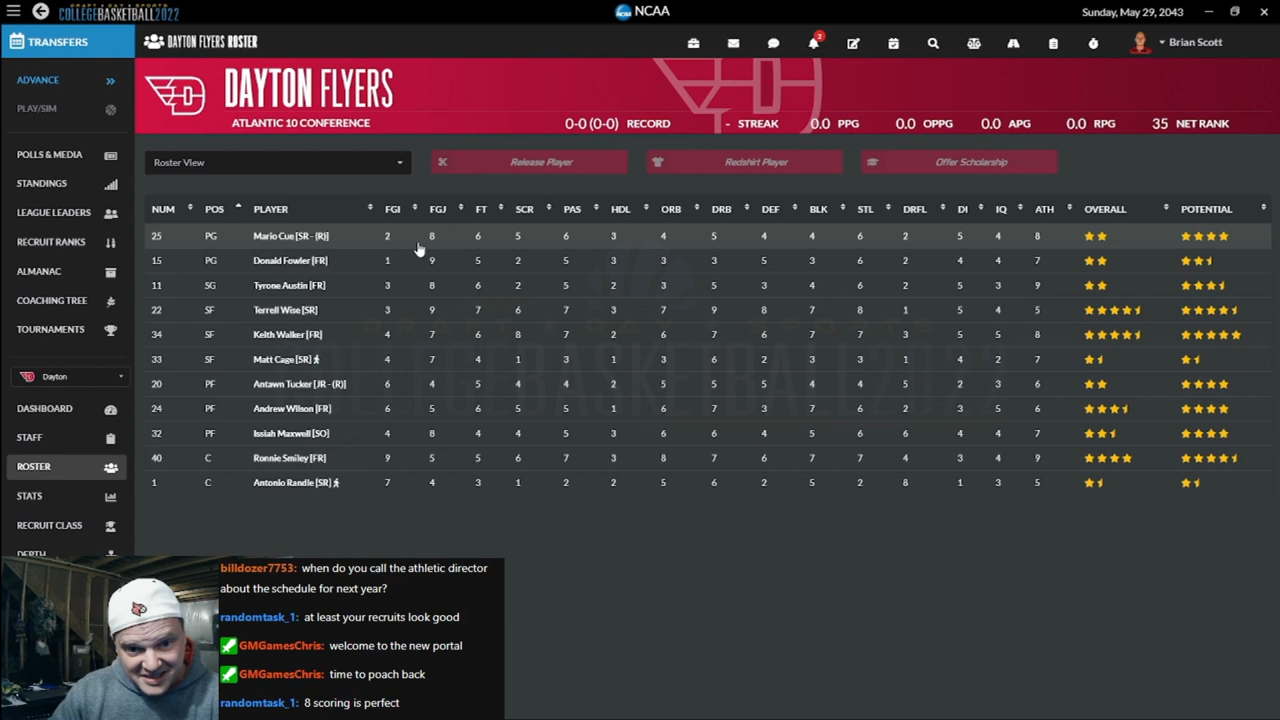 DRAFT · DAY · SPORTS
COLLEGE BASKETBALL 2022
NCAA
Sunday, May 29, 2043
TRANSFERS
DAYTON FLYERS ROSTER
2
Brian Scott
ADVANCE
PLAY/SIM
POLLS & MEDIA
STANDINGS
LEAGUE LEADERS
RECRUIT RANKS
ALMANAC
COACHING TREE
TOURNAMENTS
Dayton
DASHBOARD
STAFF
ROSTER
STATS
RECRUIT CLASS
DEPTH
DAYTON FLYERS
ATLANTIC 10 CONFERENCE
0-0 (0-0) RECORD - STREAK 0.0 PPG 0.0 OPPG 0.0 APG 0.0 RPG 35 NET RANK
Roster View Release Player Redshirt Player Offer Scholarship
NUM POS PLAYER FGI FGJ FT SCR PAS HDL ORB DRB DEF BLK STL DRFL DI IQ ATH OVERALL POTENTIAL
25 PG Mario Cue [SR - (R)] 2 8 6 5 6 3 4 5 4 4 6 2 5 4 8
15 PG Donald Fowler [FR] 1 9 5 2 5 3 3 3 5 3 6 2 4 4 7
11 SG Tyrone Austin [FR] 3 8 6 2 5 2 3 5 3 4 6 2 5 3 9
22 SF Terrell Wise [SR] 3 9 7 6 7 3 7 9 8 7 8 1 5 4 5
34 SF Keith Walker [FR] 4 7 6 8 7 2 6 7 6 7 7 3 5 5 8
33 SF Matt Cage [SR] 4 7 4 1 3 1 3 6 2 3 3 1 4 2 7
20 PF Antawn Tucker [JR - (R)] 6 4 5 4 4 2 5 5 5 4 4 5 2 3 6
24 PF Andrew Wilson [FR] 6 5 6 5 5 1 6 7 3 7 6 2 3 5 6
32 PF Issiah Maxwell [SO] 4 8 4 4 5 3 6 6 4 5 6 6 4 4 7
40 C Ronnie Smiley [FR] 9 5 5 6 7 3 8 7 6 7 7 4 3 4 9
1 C Antonio Randle [SR] 7 4 3 1 2 2 5 6 2 5 2 8 1 3 5
billdozer7753: when do you call the athletic director
about the schedule for next year?
randomtask_1: at least your recruits look good
GMGamesChris: welcome to the new portal
GMGamesChris: time to poach back
randomtask_1: 8 scoring is perfect